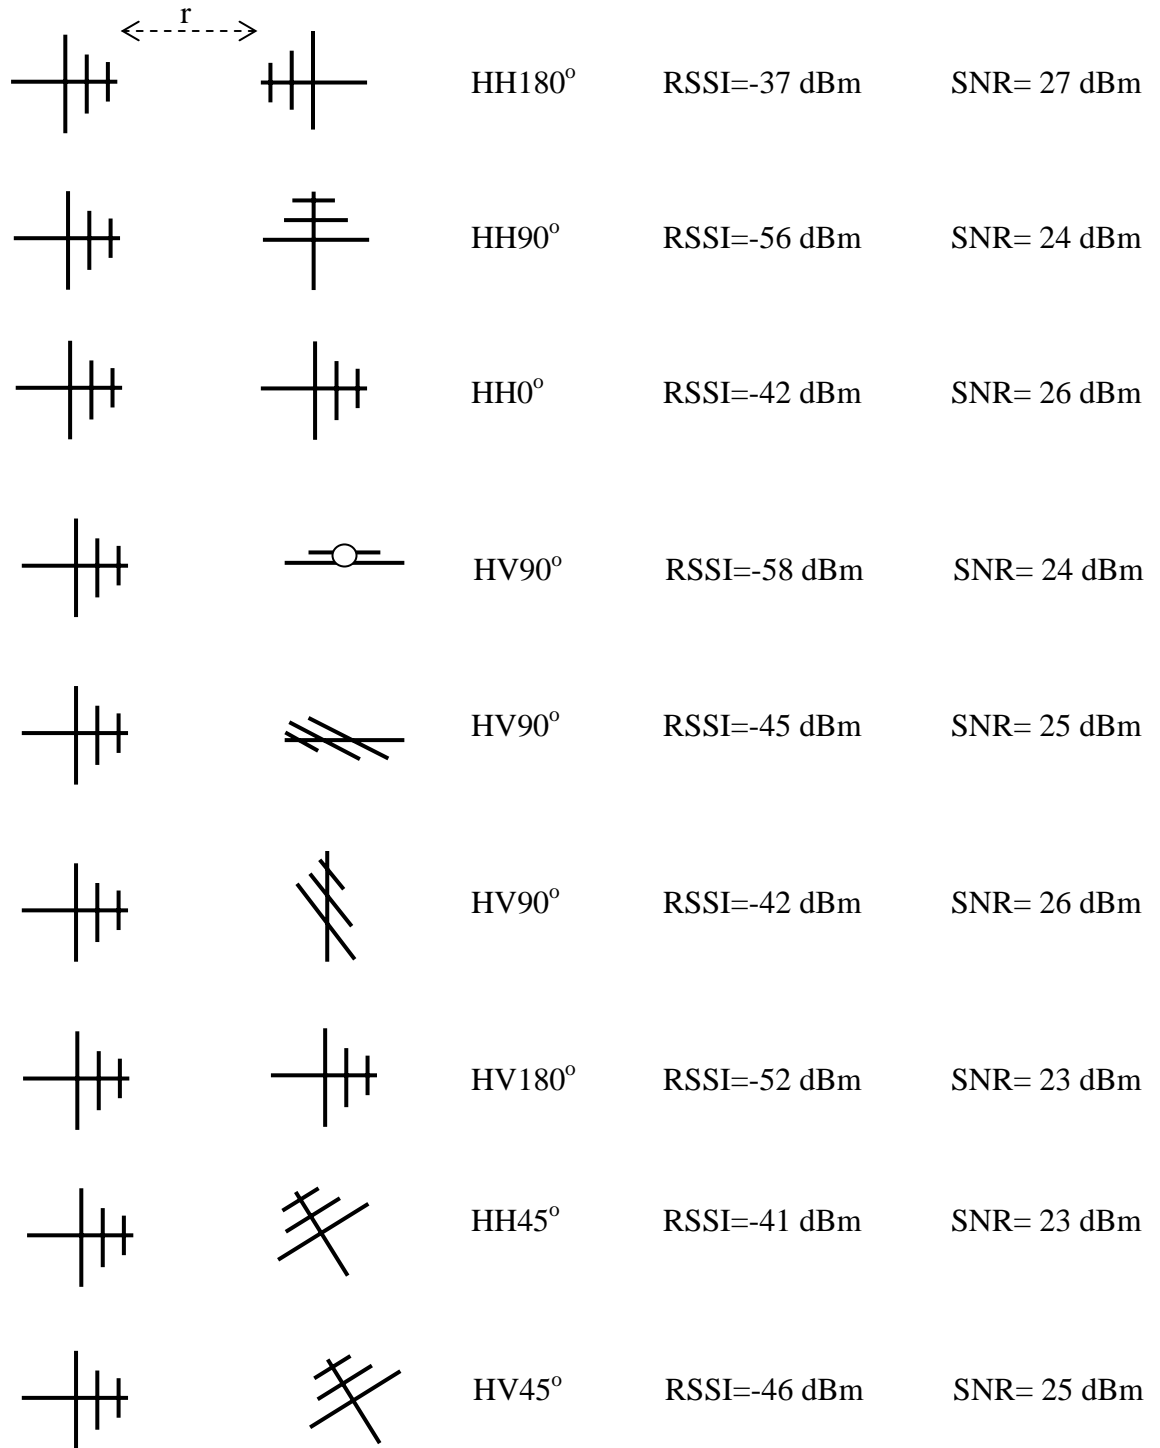 r
HH180° RSSI=-37 dBm SNR= 27 dBm
HH90° RSSI=-56 dBm SNR= 24 dBm
HH0° RSSI=-42 dBm SNR= 26 dBm
HV90° RSSI=-58 dBm SNR= 24 dBm
HV90° RSSI=-45 dBm SNR= 25 dBm
HV90° RSSI=-42 dBm SNR= 26 dBm
HV180° RSSI=-52 dBm SNR= 23 dBm
HH45° RSSI=-41 dBm SNR= 23 dBm
HV45° RSSI=-46 dBm SNR= 25 dBm